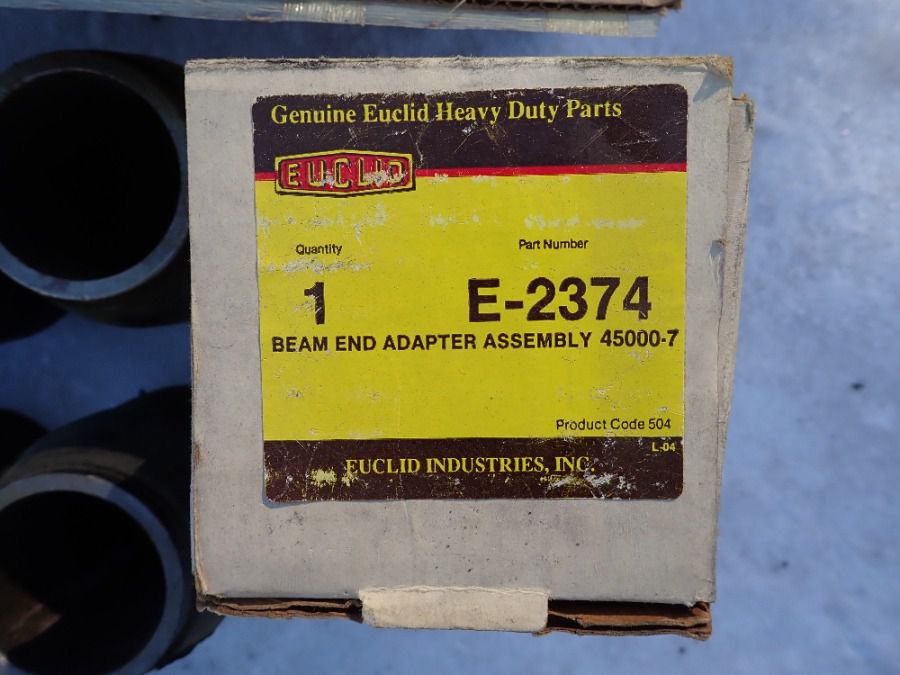 Genuine Euclid Heavy Duty Parts
EUCLID
Quantity
Part Number
1
E-2374
BEAM END ADAPTER ASSEMBLY 45000-7
Product Code 504
L-04
EUCLID INDUSTRIES, INC.